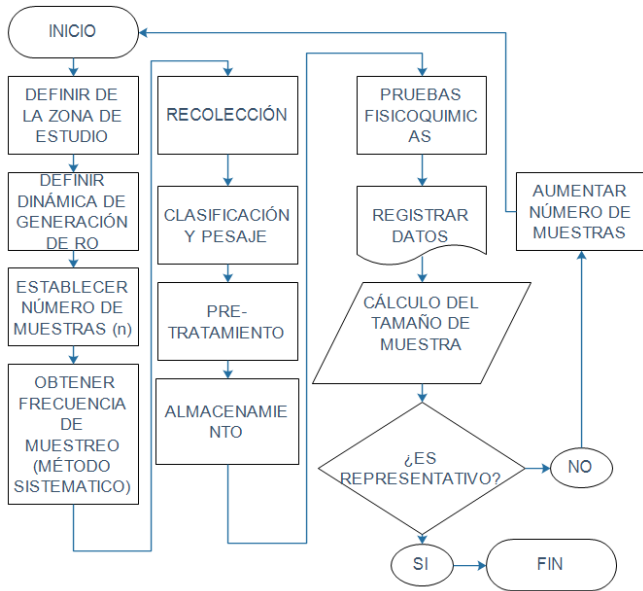 INICIO
DEFINIR DE
LA ZONA DE
ESTUDIO
DEFINIR
DINÁMICA DE
GENERACIÓN
DE RO
ESTABLECER
NÚMERO DE
MUESTRAS (n)
OBTENER
FRECUENCIA
DE
MUESTREO
(MÉTODO
SISTEMATICO)
RECOLECCIÓN
CLASIFICACIÓN
Y PESAJE
PRE-
TRATAMIENTO
ALMACENAMIE
NTO
PRUEBAS
FISICOQUIMIC
AS
REGISTRAR
DATOS
CÁLCULO DEL
TAMAÑO DE
MUESTRA
¿ES
REPRESENTATIVO?
NO
AUMENTAR
NÚMERO DE
MUESTRAS
SI
FIN